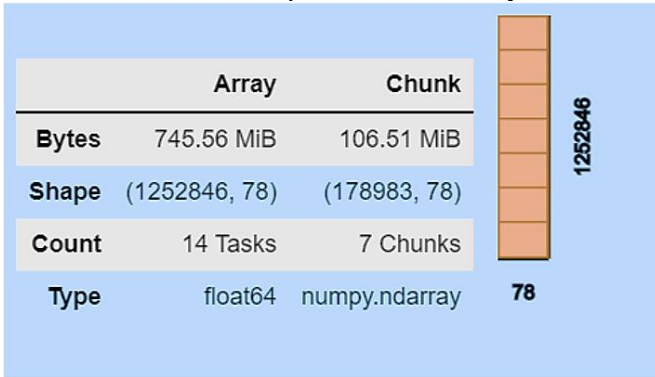 Array Chunk
Bytes 745.56 MiB 106.51 MiB
Shape (1252846, 78) (178983, 78)
Count 14 Tasks 7 Chunks
Type float64 numpy.ndarray
1252846
78